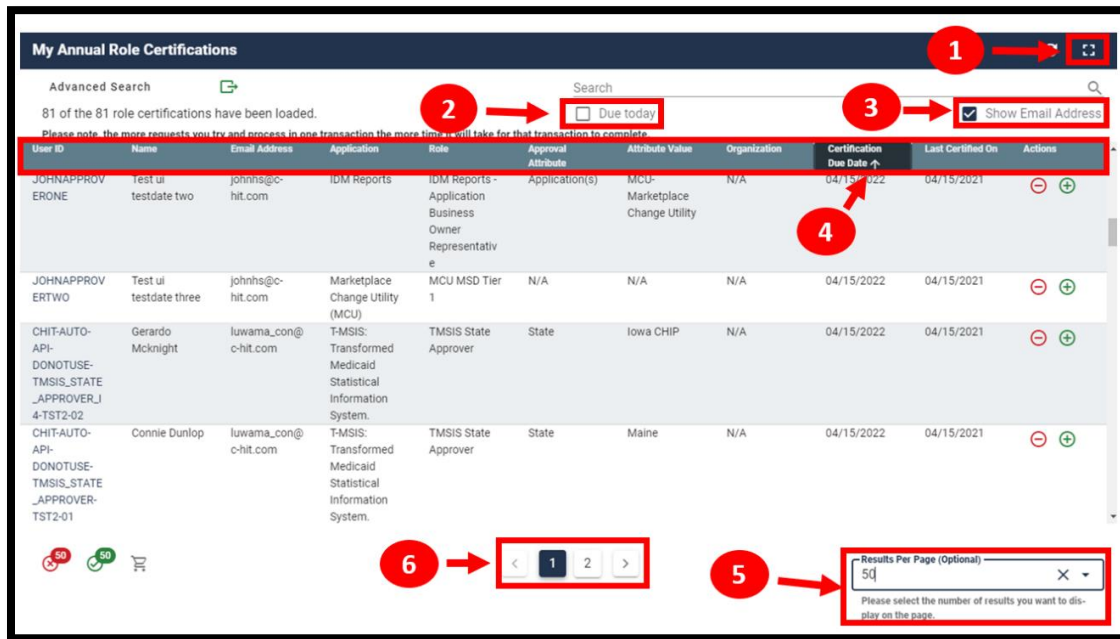 My Annual Role Certifications
1
Advanced Search
Search
81 of the 81 role certifications have been loaded.
2
Due today
3
Show Email Address
Please note, the more requests you try and process in one transaction the more time it will take for that transaction to complete.
User ID Name Email Address Application Role Approval Attribute Value Organization Certification Last Certified On Actions
Attribute Due Date ↑
JOHNAPPROV Test ui johnhs@c- IDM Reports IDM Reports - Application(s) MCU- N/A 04/15/2022 04/15/2021
ERONE testdate two hit.com Application Marketplace
Business Change Utility
Owner
Representativ
e
4
JOHNAPPROV Test ui johnhs@c- Marketplace MCU MSD Tier N/A N/A N/A 04/15/2022 04/15/2021
ERTWO testdate three hit.com Change Utility 1
(MCU)
CHIT-AUTO- Gerardo luwama_con@ T-MSIS: TMSIS State State Iowa CHIP N/A 04/15/2022 04/15/2021
API- Mcknight c-hit.com Transformed Approver
DONOTUSE- Medicaid
TMSIS_STATE Statistical
_APPROVER_I Information
4-TST2-02 System.
CHIT-AUTO- Connie Dunlop luwama_con@ T-MSIS: TMSIS State State Maine N/A 04/15/2022 04/15/2021
API- c-hit.com Transformed Approver
DONOTUSE- Medicaid
TMSIS_STATE Statistical
_APPROVER- Information
TST2-01 System.
50 50
6
< 1 2 >
5
Results Per Page (Optional)
50
Please select the number of results you want to dis-
play on the page.